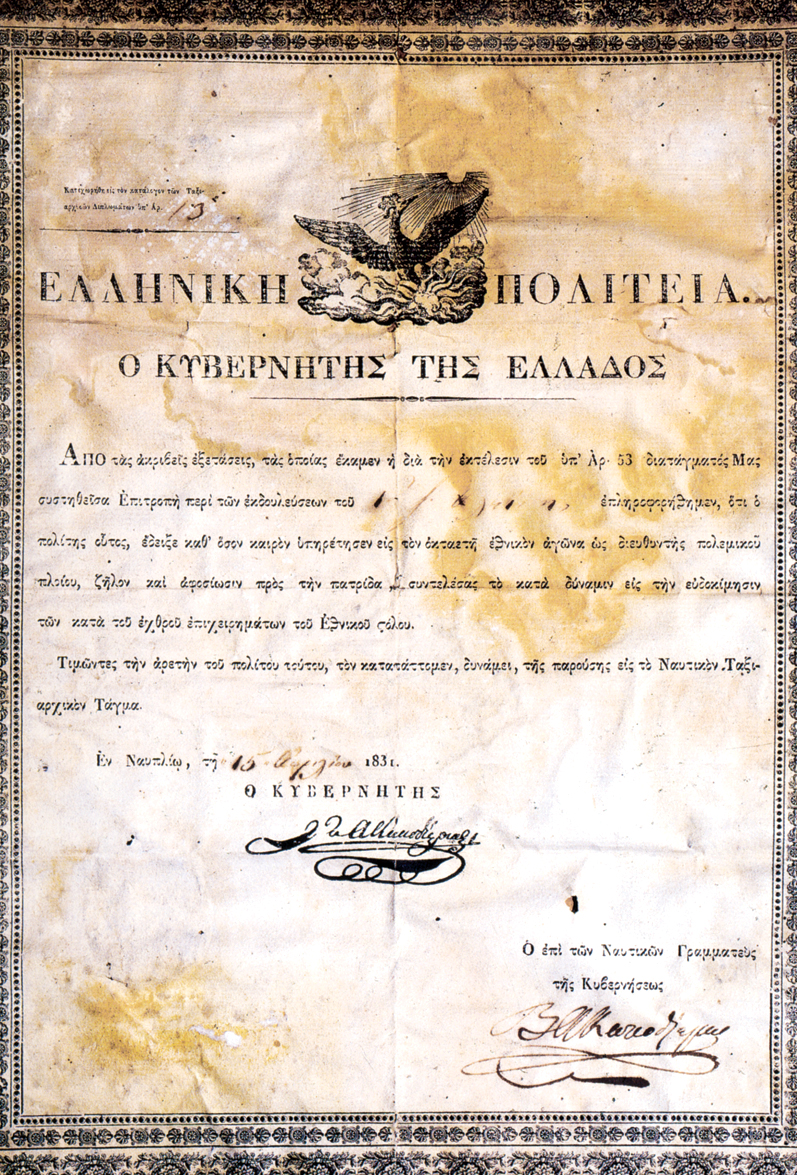 Κατεχωρήθη εἰς τὸν κατάλογον τῶν Ταξι-
αρχικῶν Διπλωμάτων ὑπ' Ἀρ. 13
ΕΛΛΗΝΙΚΗ ΠΟΛΙΤΕΙΑ.
Ο ΚΥΒΕΡΝΗΤΗΣ ΤΗΣ ΕΛΛΑΔΟΣ
ΑΠΟ τὰς ἀκριβεῖς ἐξετάσεις, τὰς ὁποίας ἔκαμεν ἡ διὰ τὴν ἐκτέλεσιν τοῦ ὑπ' Ἀρ. 53 διατάγματός Μας
συστηθεῖσα Ἐπιτροπὴ περὶ τῶν ἐκδουλεύσεων τοῦ ἐπληροφορήθημεν, ὅτι ὁ
πολίτης οὗτος, ἔδειξε καθ' ὅσον καιρὸν ὑπηρέτησεν εἰς τὸν ὀκταετῆ ἐθνικὸν ἀγῶνα ὡς διευθυντὴς πολεμικοῦ
πλοίου, ζῆλον καὶ ἀφοσίωσιν πρὸς τὴν πατρίδα συντελέσας τὸ κατὰ δύναμιν εἰς τὴν εὐδοκίμησιν
τῶν κατὰ τοῦ ἐχθροῦ ἐπιχειρημάτων τοῦ Ἐθνικοῦ ϛόλου.
Τιμῶντες τὴν ἀρετὴν τοῦ πολίτου τούτου, τὸν κατατάττομεν, δυνάμει, τῆς παρούσης εἰς τὸ Ναυτικὸν Ταξι-
αρχικὸν Τάγμα.
Ἐν Ναυπλίῳ, τῇ 15 1831.
Ο ΚΥΒΕΡΝΗΤΗΣ
Ι. Α. Καποδίστριας
Ὁ ἐπὶ τῶν Ναυτικῶν Γραμματεὺς
τῆς Κυβερνήσεως
Β Α Καποδίστριας